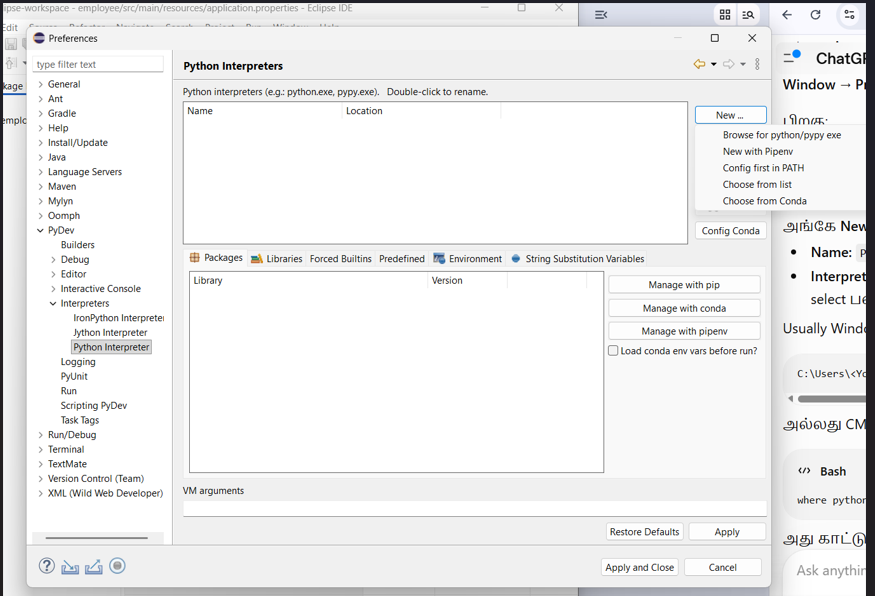 ipse-workspace - employee/src/main/resources/application.properties - Eclipse IDE
Edit
Preferences
type filter text
General
Ant
Gradle
Help
Install/Update
Java
Language Servers
Maven
Mylyn
Oomph
PyDev
Builders
Debug
Editor
Interactive Console
Interpreters
IronPython Interpreter
Jython Interpreter
Python Interpreter
Logging
PyUnit
Run
Scripting PyDev
Task Tags
Run/Debug
Terminal
TextMate
Version Control (Team)
XML (Wild Web Developer)
Python Interpreters
Python interpreters (e.g.: python.exe, pypy.exe).   Double-click to rename.
Name Location
New ...
Browse for python/pypy exe
New with Pipenv
Config first in PATH
Choose from list
Choose from Conda
Config Conda
Packages Libraries Forced Builtins Predefined Environment String Substitution Variables
Library Version
Manage with pip
Manage with conda
Manage with pipenv
Load conda env vars before run?
VM arguments
Restore Defaults Apply
Apply and Close Cancel
kage
emplo
ChatGP
Window → Pr
பிறகு:
அங்கே New
Name: P
Interpret
select பல
Usually Windo
C:\Users\<Yo
அல்லது CM
Bash
where python
அது காட்டு
Ask anythin